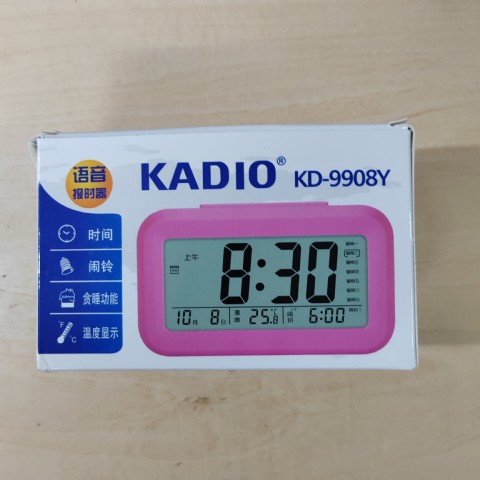 语音
报时器
KADIO® KD-9908Y
时间
闹铃
贪睡功能
温度显示
°F
°C
上午
8:30
10月 8日 温度 25.8°C 闹铃 6:00